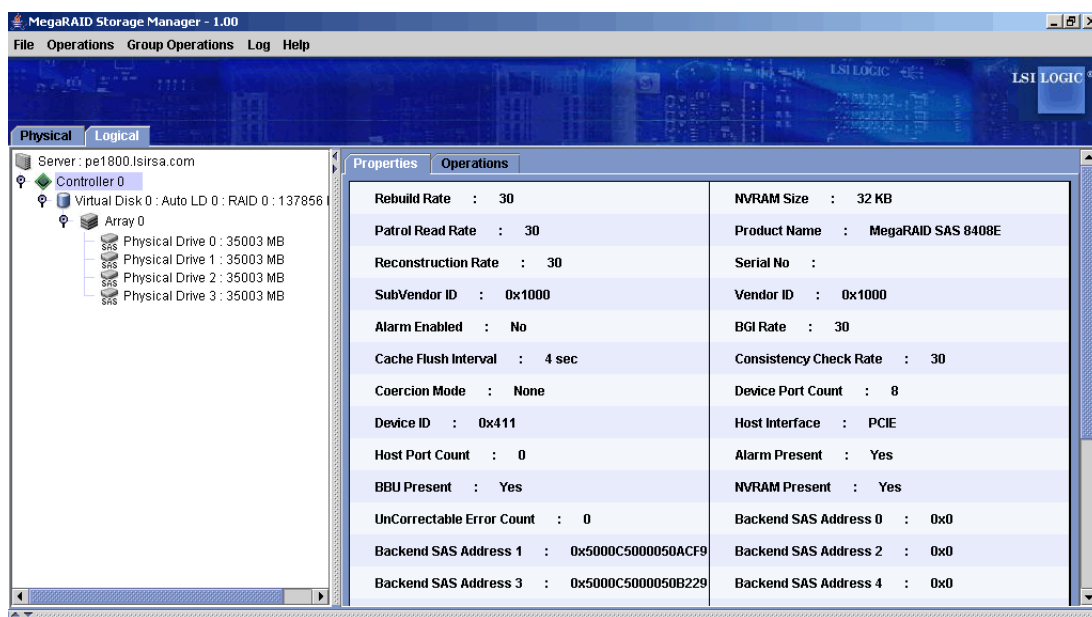 MegaRAID Storage Manager - 1.00
File Operations Group Operations Log Help
LSI LOGIC
LSI LOGIC
Physical Logical
Server : pe1800.lsirsa.com
Controller 0
Virtual Disk 0 : Auto LD 0 : RAID 0 : 137856
Array 0
SAS Physical Drive 0 : 35003 MB
SAS Physical Drive 1 : 35003 MB
SAS Physical Drive 2 : 35003 MB
SAS Physical Drive 3 : 35003 MB
Properties Operations
Rebuild Rate : 30 NVRAM Size : 32 KB
Patrol Read Rate : 30 Product Name : MegaRAID SAS 8408E
Reconstruction Rate : 30 Serial No :
SubVendor ID : 0x1000 Vendor ID : 0x1000
Alarm Enabled : No BGI Rate : 30
Cache Flush Interval : 4 sec Consistency Check Rate : 30
Coercion Mode : None Device Port Count : 8
Device ID : 0x411 Host Interface : PCIE
Host Port Count : 0 Alarm Present : Yes
BBU Present : Yes NVRAM Present : Yes
UnCorrectable Error Count : 0 Backend SAS Address 0 : 0x0
Backend SAS Address 1 : 0x5000C5000050ACF9 Backend SAS Address 2 : 0x0
Backend SAS Address 3 : 0x5000C5000050B229 Backend SAS Address 4 : 0x0